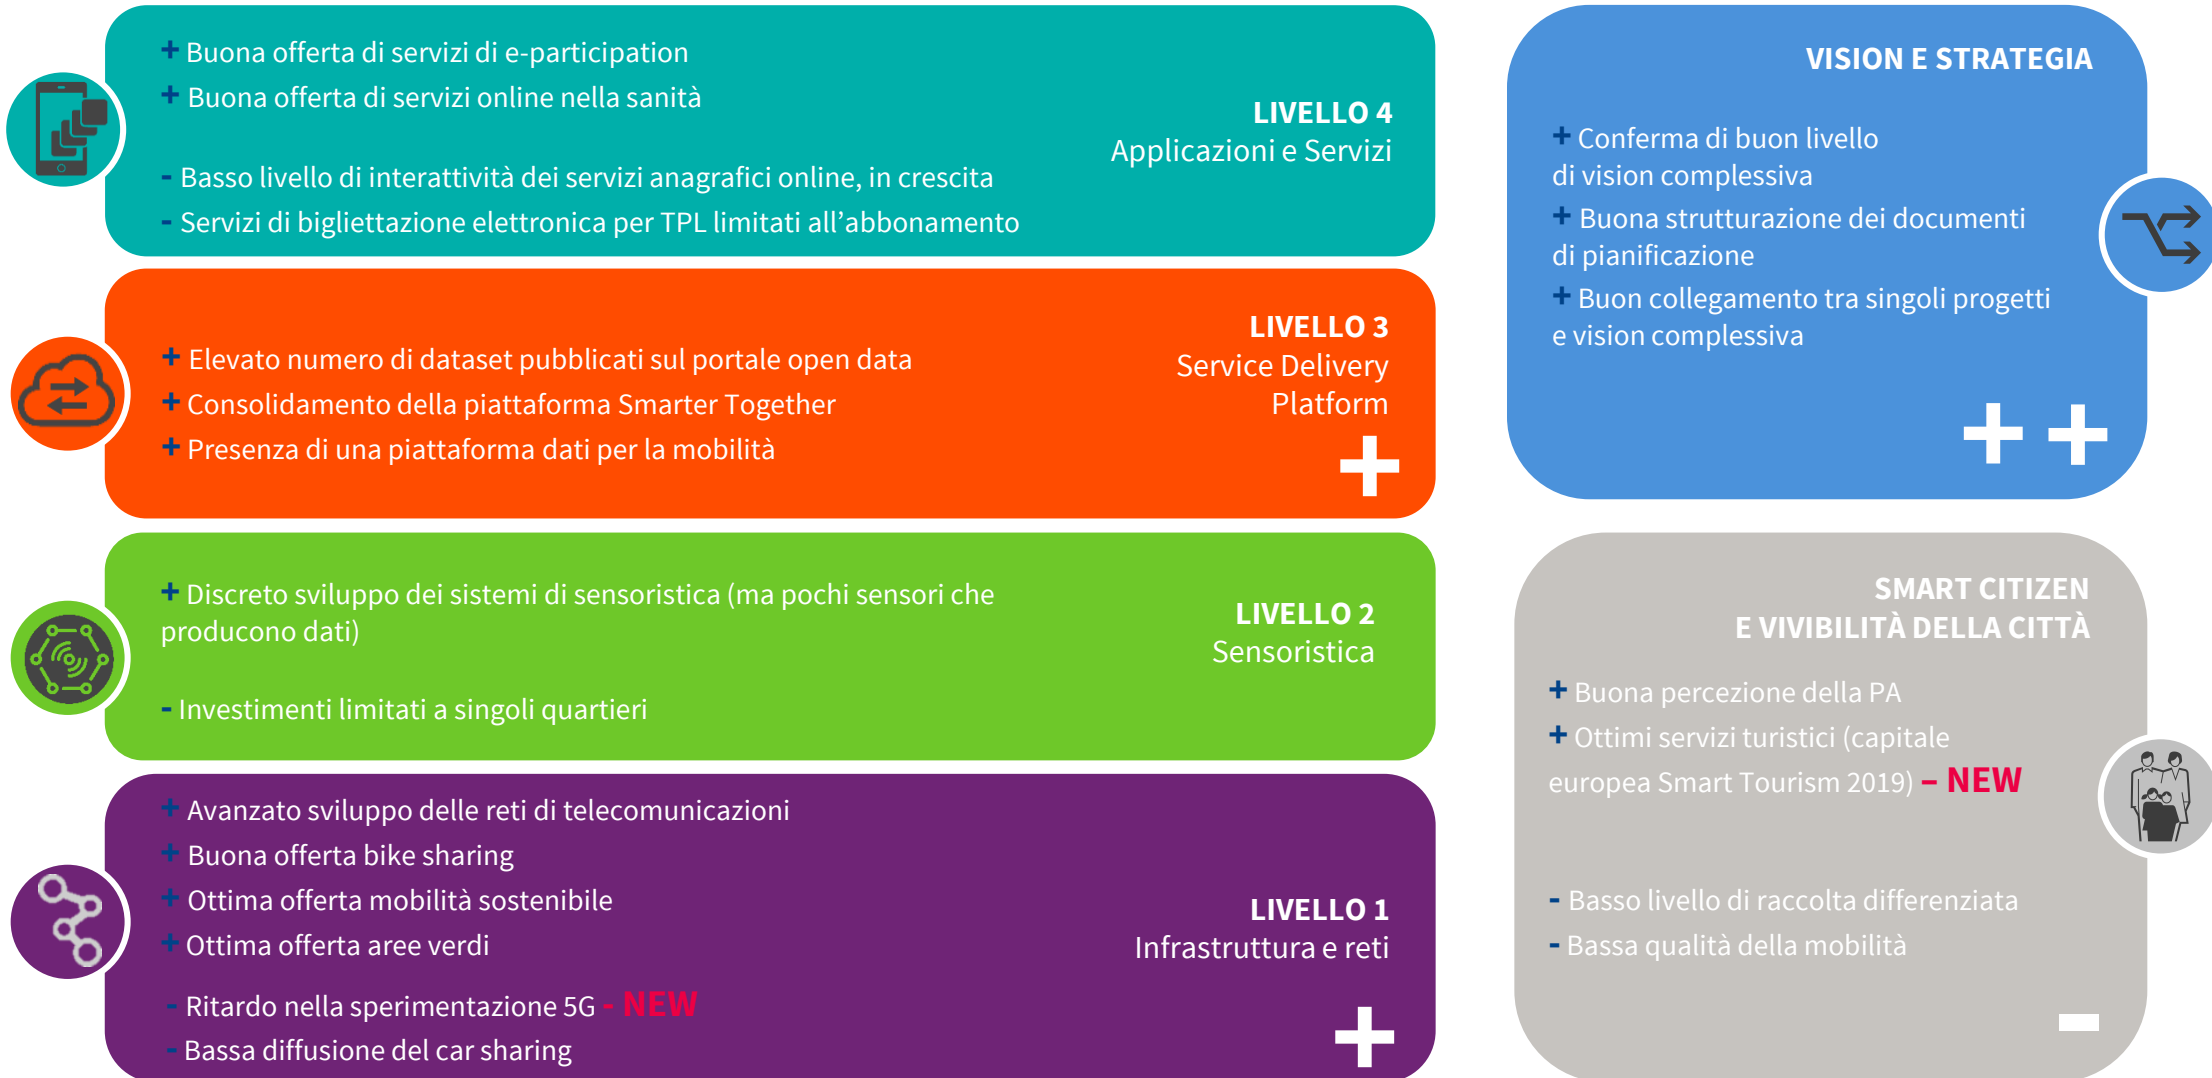 + Buona offerta di servizi di e-participation
+ Buona offerta di servizi online nella sanità
- Basso livello di interattività dei servizi anagrafici online, in crescita
- Servizi di bigliettazione elettronica per TPL limitati all'abbonamento
LIVELLO 4
Applicazioni e Servizi
+ Elevato numero di dataset pubblicati sul portale open data
+ Consolidamento della piattaforma Smarter Together
+ Presenza di una piattaforma dati per la mobilità
LIVELLO 3
Service Delivery
Platform
+
+ Discreto sviluppo dei sistemi di sensoristica (ma pochi sensori che
producono dati)
- Investimenti limitati a singoli quartieri
LIVELLO 2
Sensoristica
+ Avanzato sviluppo delle reti di telecomunicazioni
+ Buona offerta bike sharing
+ Ottima offerta mobilità sostenibile
+ Ottima offerta aree verdi
- Ritardo nella sperimentazione 5G - NEW
- Bassa diffusione del car sharing
LIVELLO 1
Infrastruttura e reti
+
VISION E STRATEGIA
+ Conferma di buon livello
di vision complessiva
+ Buona strutturazione dei documenti
di pianificazione
+ Buon collegamento tra singoli progetti
e vision complessiva
+ +
SMART CITIZEN
E VIVIBILITÀ DELLA CITTÀ
+ Buona percezione della PA
+ Ottimi servizi turistici (capitale
europea Smart Tourism 2019) – NEW
- Basso livello di raccolta differenziata
- Bassa qualità della mobilità
-